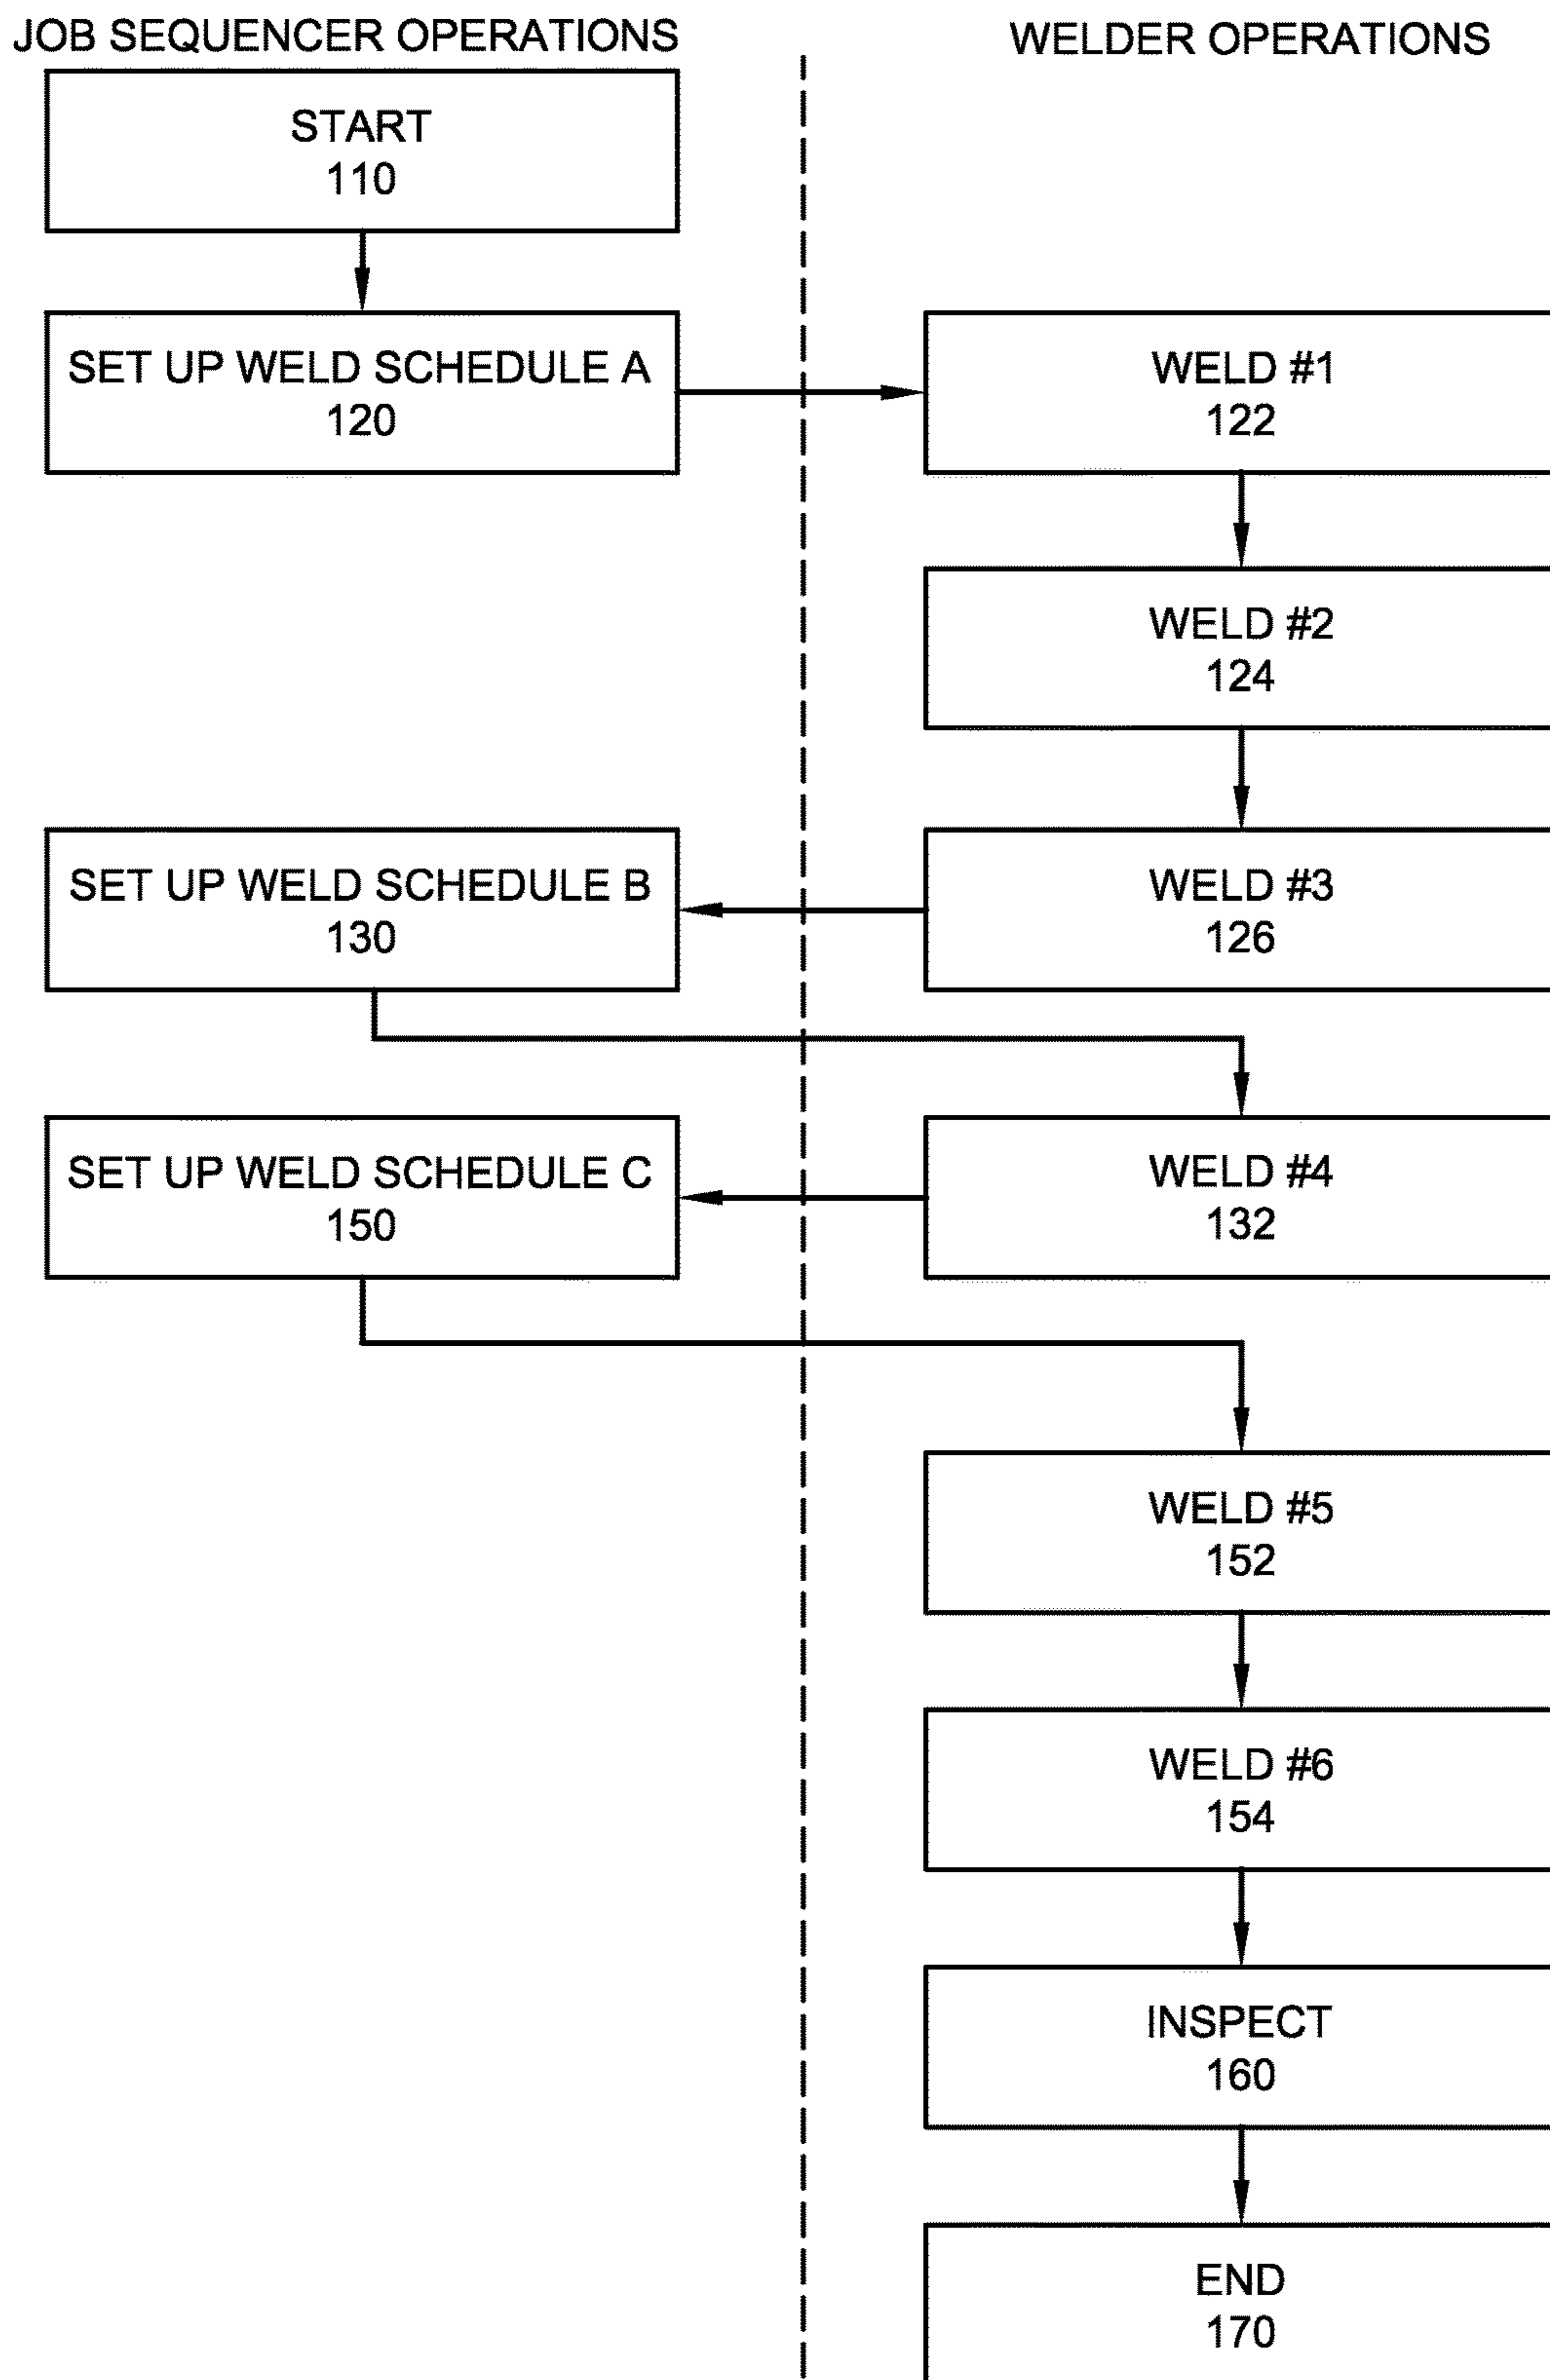 JOB SEQUENCER OPERATIONS
WELDER OPERATIONS
START
110
SET UP WELD SCHEDULE A
120
WELD #1
122
WELD #2
124
WELD #3
126
SET UP WELD SCHEDULE B
130
WELD #4
132
SET UP WELD SCHEDULE C
150
WELD #5
152
WELD #6
154
INSPECT
160
END
170